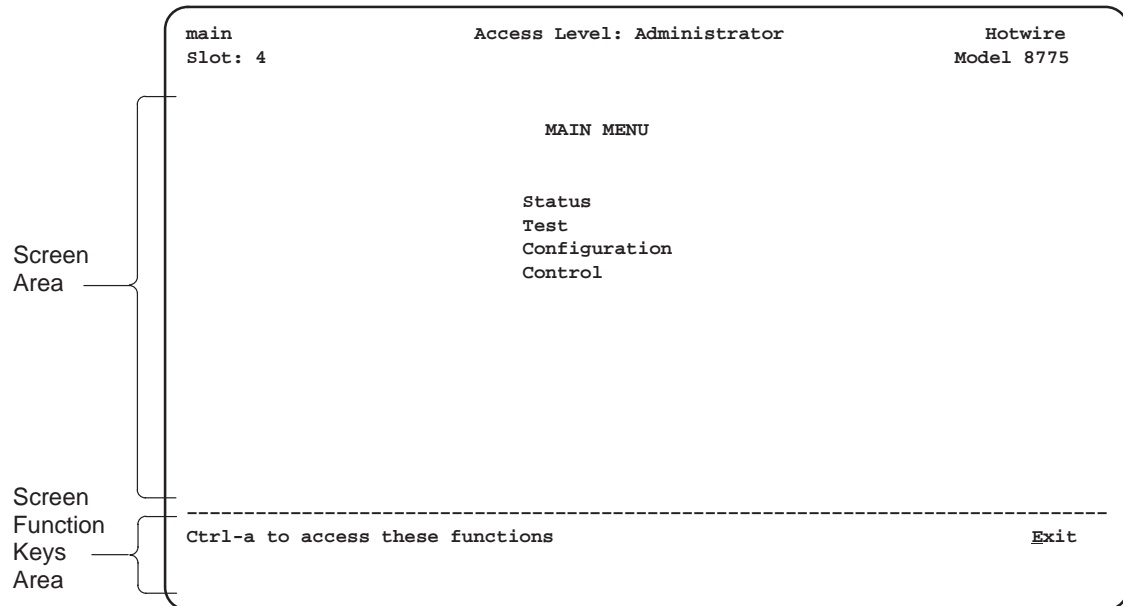 main Access Level: Administrator Hotwire
Slot: 4 Model 8775
MAIN MENU
Status
Test
Configuration
Control
Screen
Area
Screen
Function
Keys
Area
Ctrl-a to access these functions Exit